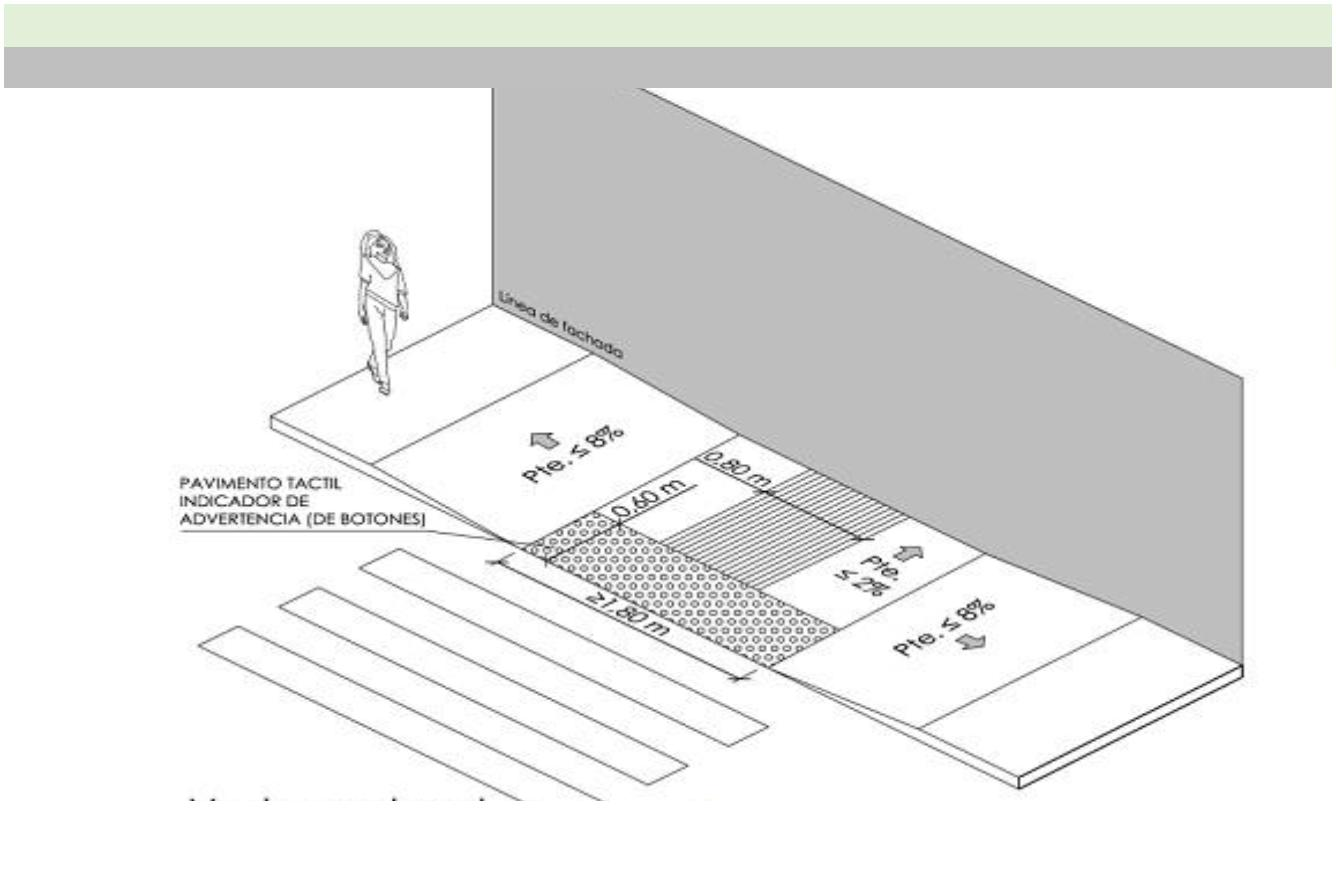 Línea de fachada
Pte. ≤ 8%
0,80 m
PAVIMENTO TACTIL
INDICADOR DE
ADVERTENCIA (DE BOTONES)
0,60 m
Pte.
≤ 2%
≥1,80 m
Pte. ≤ 8%